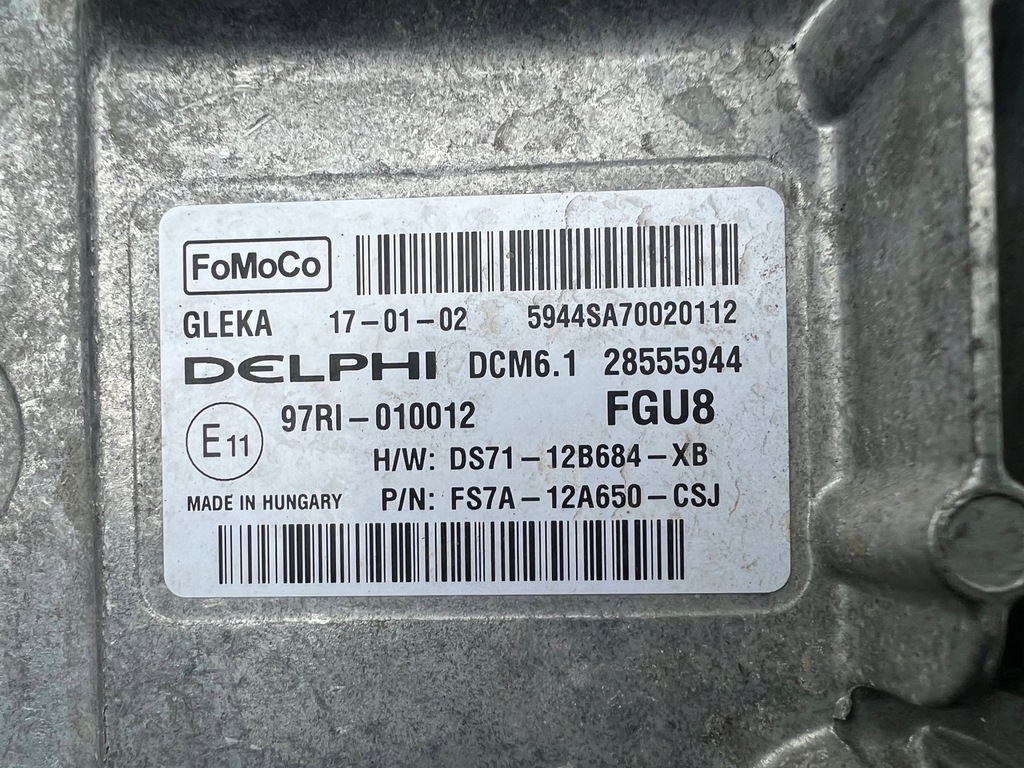 FoMoCo
GLEKA 17-01-02 5944SA70020112
DELPHI DCM6.1 28555944
E11 97RI-010012 FGU8
H/W: DS71-12B684-XB
MADE IN HUNGARY P/N: FS7A-12A650-CSJ